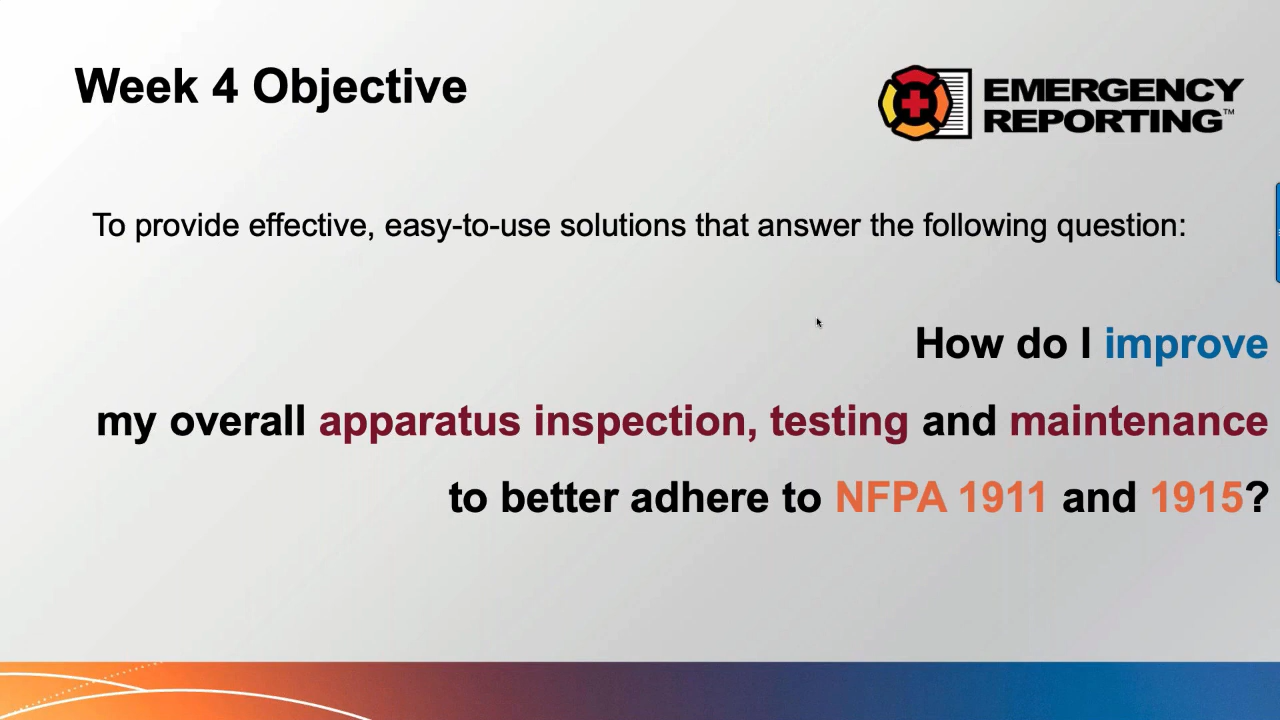 Week 4 Objective
EMERGENCY
REPORTING™
To provide effective, easy-to-use solutions that answer the following question:
How do I improve
my overall apparatus inspection, testing and maintenance
to better adhere to NFPA 1911 and 1915?